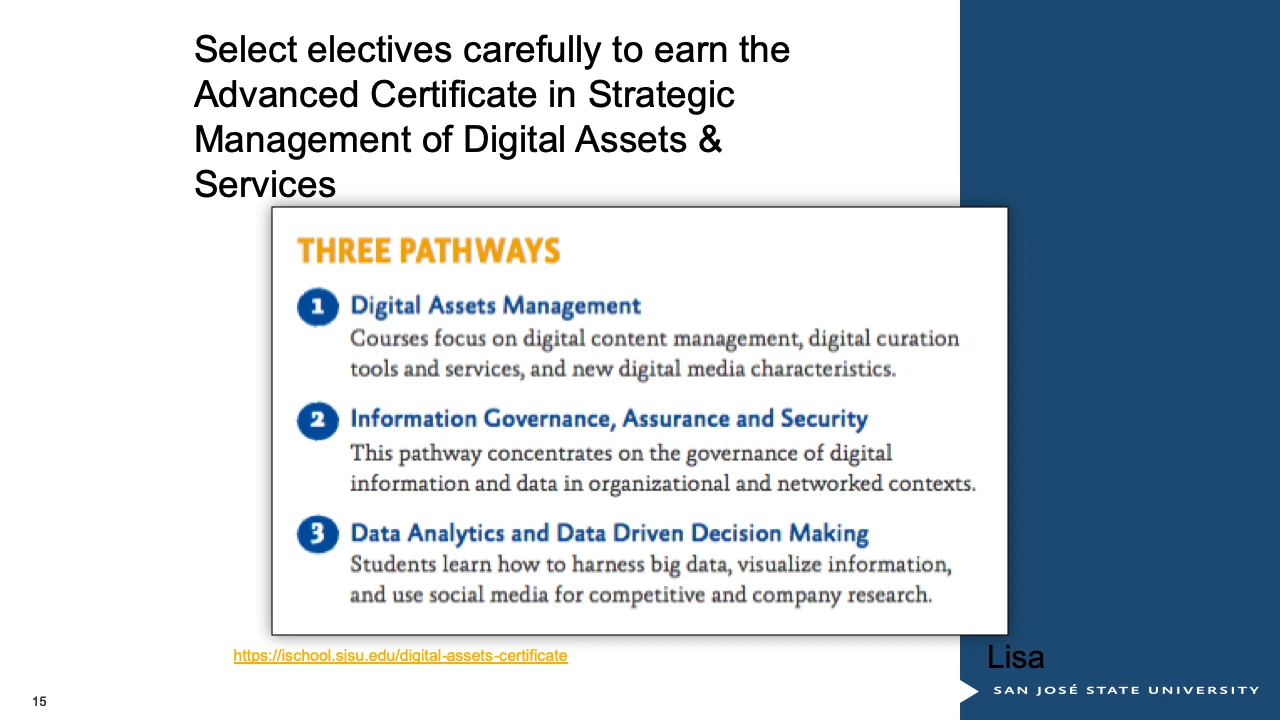 Select electives carefully to earn the
Advanced Certificate in Strategic
Management of Digital Assets &
Services
THREE PATHWAYS
1 Digital Assets Management
Courses focus on digital content management, digital curation
tools and services, and new digital media characteristics.
2 Information Governance, Assurance and Security
This pathway concentrates on the governance of digital
information and data in organizational and networked contexts.
3 Data Analytics and Data Driven Decision Making
Students learn how to harness big data, visualize information,
and use social media for competitive and company research.
https://ischool.sjsu.edu/digital-assets-certificate
Lisa
SAN JOSÉ STATE UNIVERSITY
15